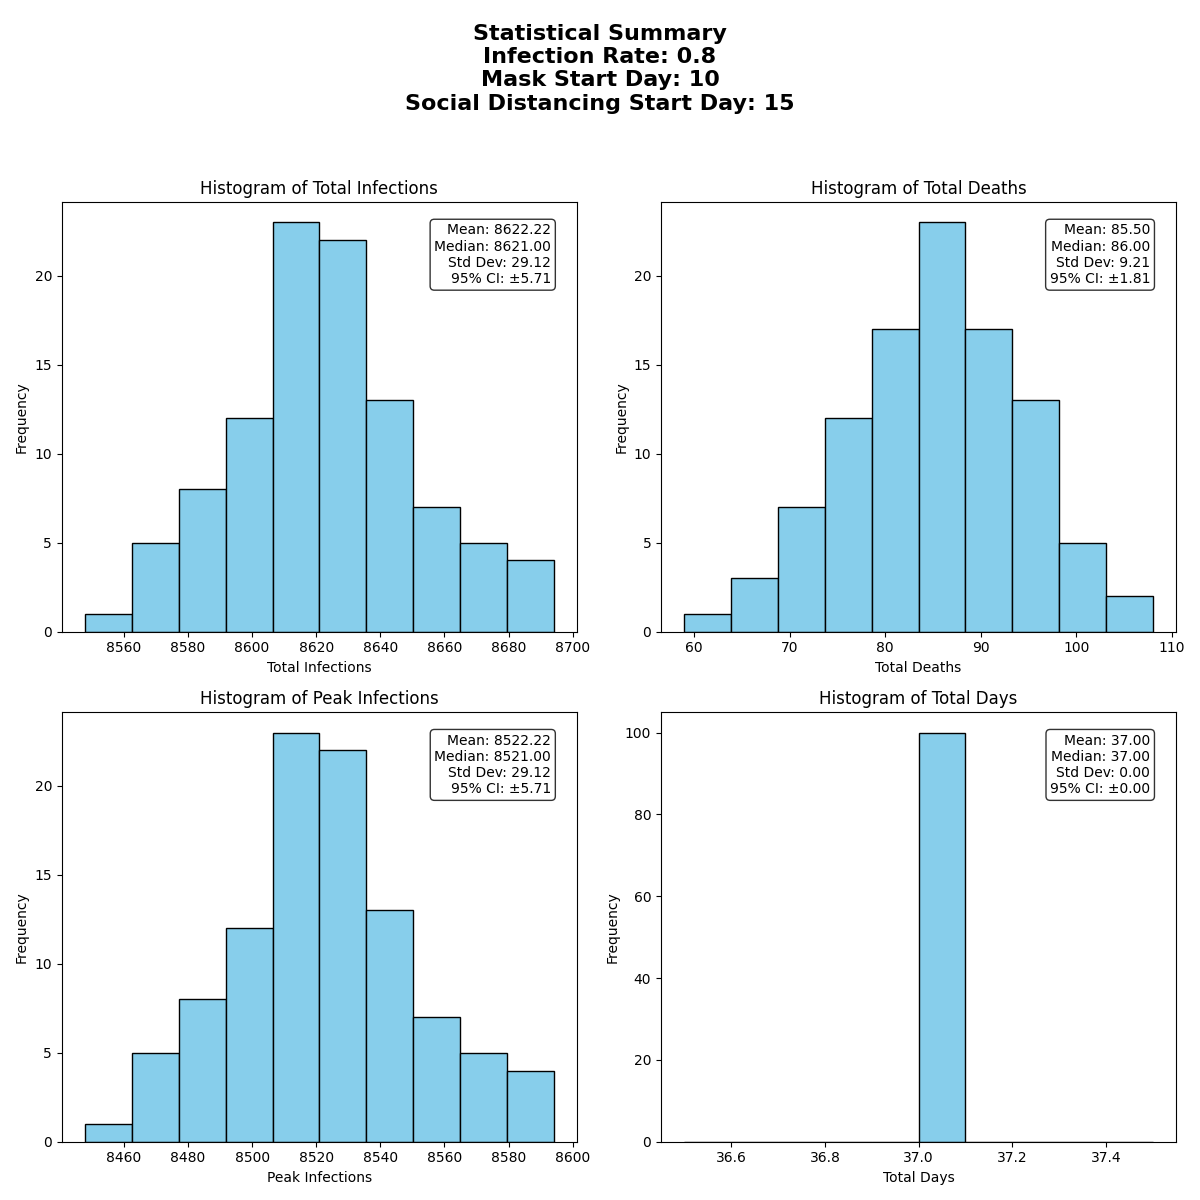 Statistical Summary
Infection Rate: 0.8
Mask Start Day: 10
Social Distancing Start Day: 15
Histogram of Total Infections
Mean: 8622.22
Median: 8621.00
Std Dev: 29.12
95% CI: ±5.71
Frequency
20
15
10
5
0
8560 8580 8600 8620 8640 8660 8680 8700
Total Infections
Histogram of Total Deaths
Mean: 85.50
Median: 86.00
Std Dev: 9.21
95% CI: ±1.81
Frequency
20
15
10
5
0
60 70 80 90 100 110
Total Deaths
Histogram of Peak Infections
Mean: 8522.22
Median: 8521.00
Std Dev: 29.12
95% CI: ±5.71
Frequency
20
15
10
5
0
8460 8480 8500 8520 8540 8560 8580 8600
Peak Infections
Histogram of Total Days
Mean: 37.00
Median: 37.00
Std Dev: 0.00
95% CI: ±0.00
Frequency
100
80
60
40
20
0
36.6 36.8 37.0 37.2 37.4
Total Days